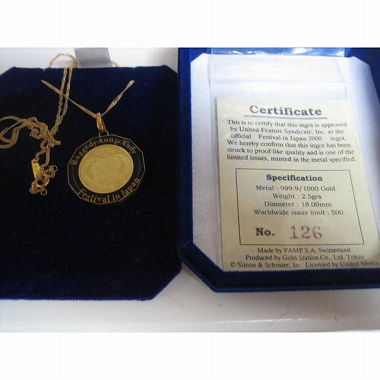 Raggedy Ann & Andy
Festival in Japan
Certificate
This is to certify that this ingot is approved
by United Feature Syndicate, Inc. as the
official Festival in Japan 2000 ingot.
We hereby confirm that this ingot has been
struck to proof-like quality and is one of the
limited issues, minted in the metal specified.
Specification
Metal : 999.9/1000 Gold
Weight : 2.5grs
Diameter : 18.00mm
Worldwide issue limit : 500
No. 126
Made by PAMP S.A. Switzerland
Produced by Gold Station Co., Ltd. Tokyo
© Simon & Schuster, Inc Licensed by United Media